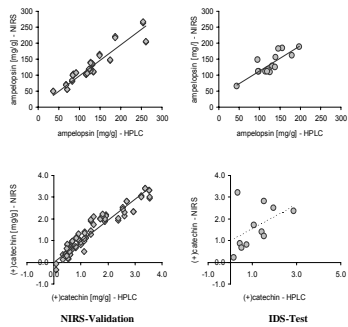 ampelopsin [mg/g] - NIRS
300
250
200
150
100
50
0
0 50 100 150 200 250 300
ampelopsin [mg/g] - HPLC
ampelopsin [mg/] - NIRS
300
250
200
150
100
50
0
0 50 100 150 200 250 300
ampelopsin [mg/g] - HPLC
(+)catechin [mg/g] - NIRS
4.0
3.0
2.0
1.0
0.0
-1.0
-1.0 0.0 1.0 2.0 3.0 4.0
(+)catechin [mg/g] - HPLC
(+)catechin - NIRS
4.0
3.0
2.0
1.0
0.0
-1.0
-1.0 1.0 3.0 5.0
(+)catechin - HPLC
NIRS-Validation
IDS-Test